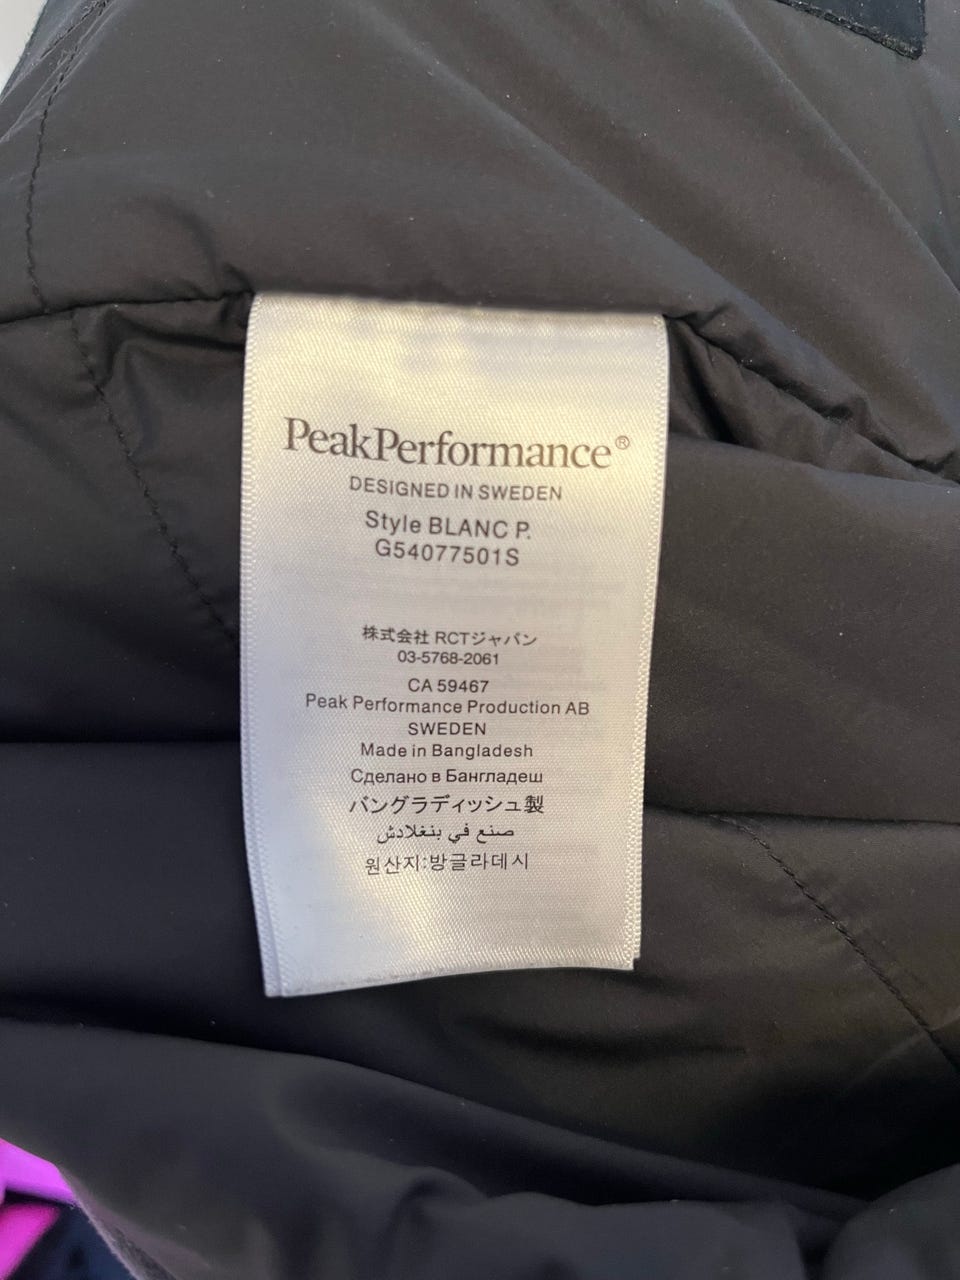 PeakPerformance®
DESIGNED IN SWEDEN
Style BLANC P.
G54077501S
株式会社 RCTジャパン
03-5768-2061
CA 59467
Peak Performance Production AB
SWEDEN
Made in Bangladesh
Сделано в Бангладеш
バングラディッシュ製
صنع في بنغلادش
원산지:방글라데시